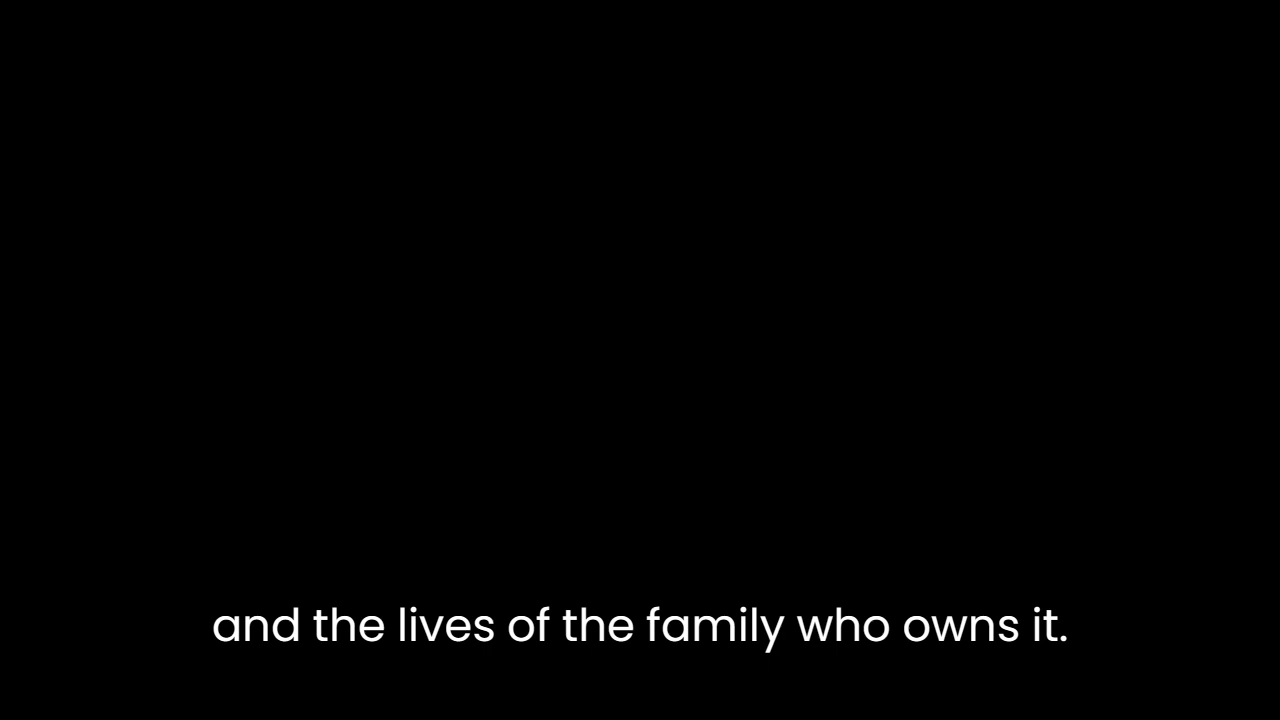 and the lives of the family who owns it.